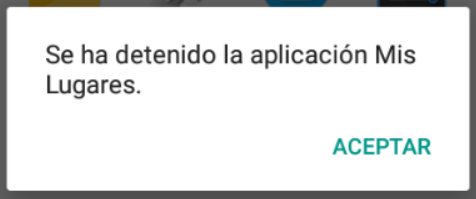 Se ha detenido la aplicación Mis
Lugares.
ACEPTAR